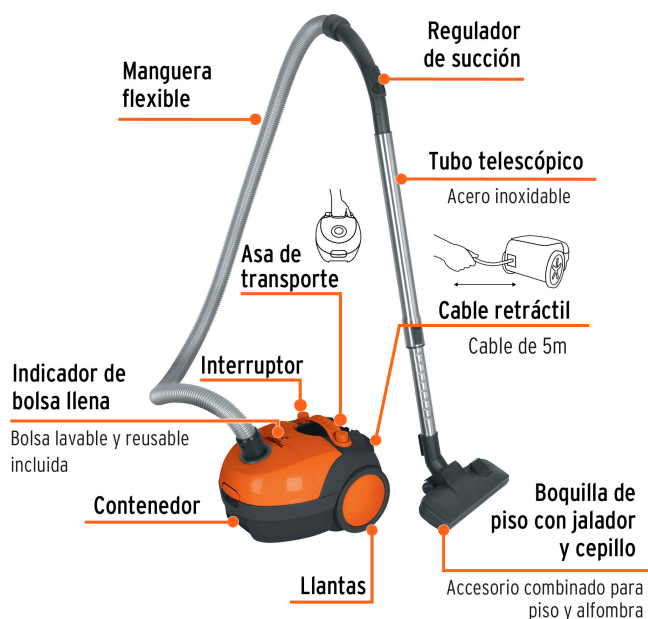 Regulador
de succión
Manguera
flexible
Tubo telescópico
Acero inoxidable
Asa de
transporte
Cable retráctil
Cable de 5m
Interruptor
Indicador de
bolsa llena
Bolsa lavable y reusable
incluida
Contenedor
Boquilla de
piso con jalador
y cepillo
Llantas
Accesorio combinado para
piso y alfombra